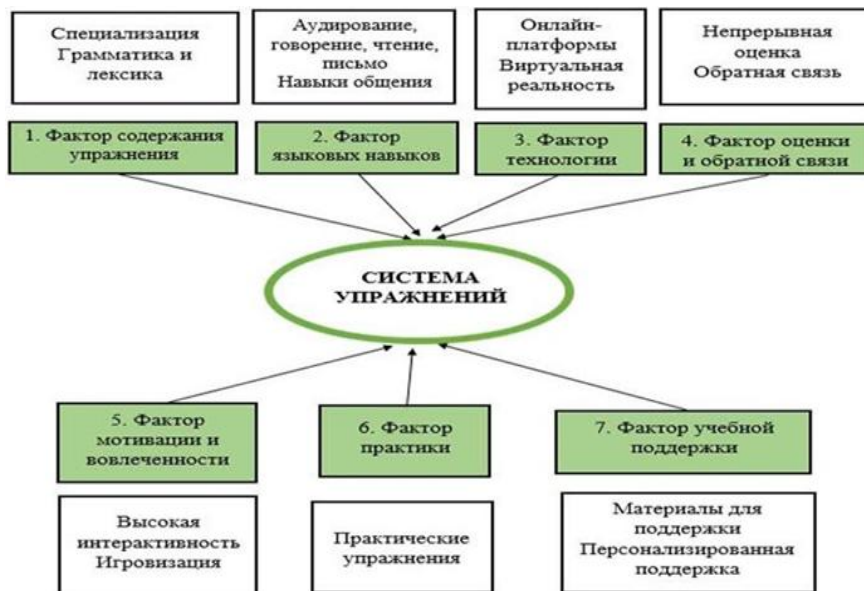 Специализация
Грамматика и
лексика
Аудирование,
говорение, чтение,
письмо
Навыки общения
Онлайн-
платформы
Виртуальная
реальность
Непрерывная
оценка
Обратная связь
1. Фактор содержания
упражнения
2. Фактор
языковых навыков
3. Фактор
технологии
4. Фактор оценки
и обратной связи
СИСТЕМА
УПРАЖНЕНИЙ
5. Фактор
мотивации и
вовлеченности
6. Фактор
практики
7. Фактор учебной
поддержки
Высокая
интерактивность
Игровизация
Практические
упражнения
Материалы для
поддержки
Персонализированная
поддержка